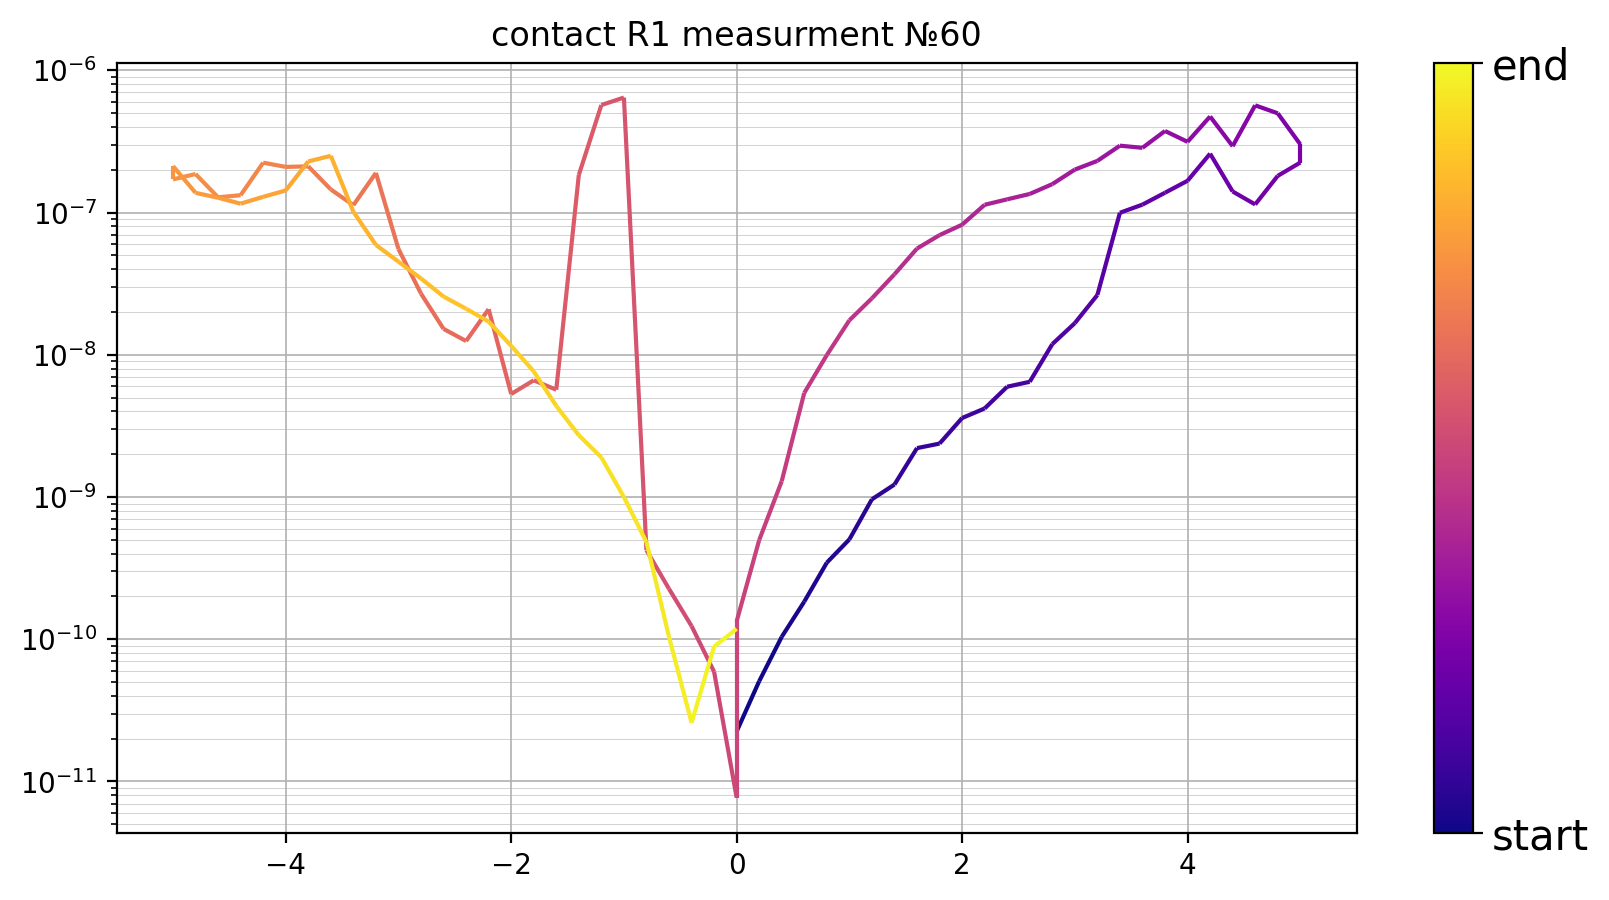 contact R1 measurment №60
10⁻⁶
10⁻⁷
10⁻⁸
10⁻⁹
10⁻¹⁰
10⁻¹¹
−4 −2 0 2 4
end
start